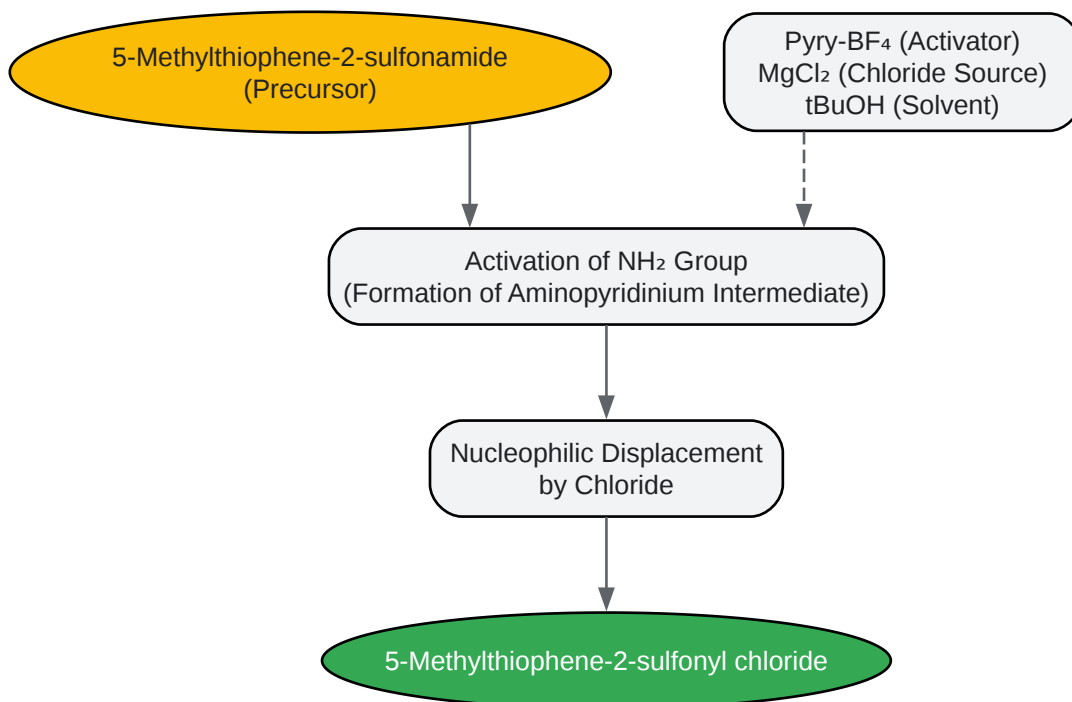 5-Methylthiophene-2-sulfonamide
(Precursor)
Pyry-BF₄ (Activator)
MgCl₂ (Chloride Source)
tBuOH (Solvent)
Activation of NH₂ Group
(Formation of Aminopyridinium Intermediate)
Nucleophilic Displacement
by Chloride
5-Methylthiophene-2-sulfonyl chloride